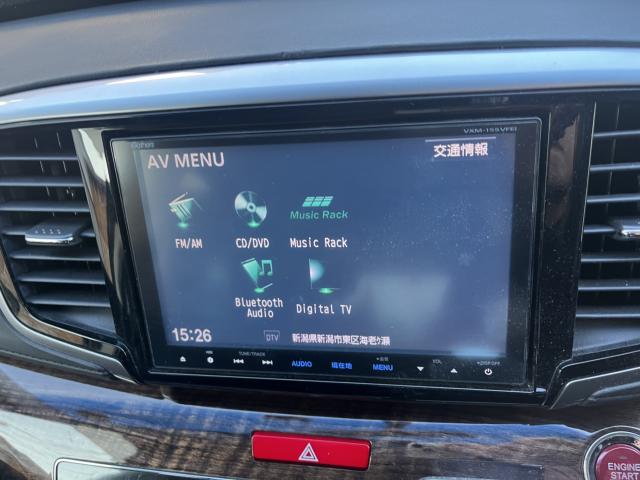 Gathers
VXM-155VFEi
AV MENU
交通情報
Music Rack
FM/AM
CD/DVD
Music Rack
Bluetooth
Audio
Digital TV
15:26
DTV
新潟県新潟市東区海老ケ瀬
TUNE/TRACK
VOL
AUDIO
現在地
MENU
ENGINE
START